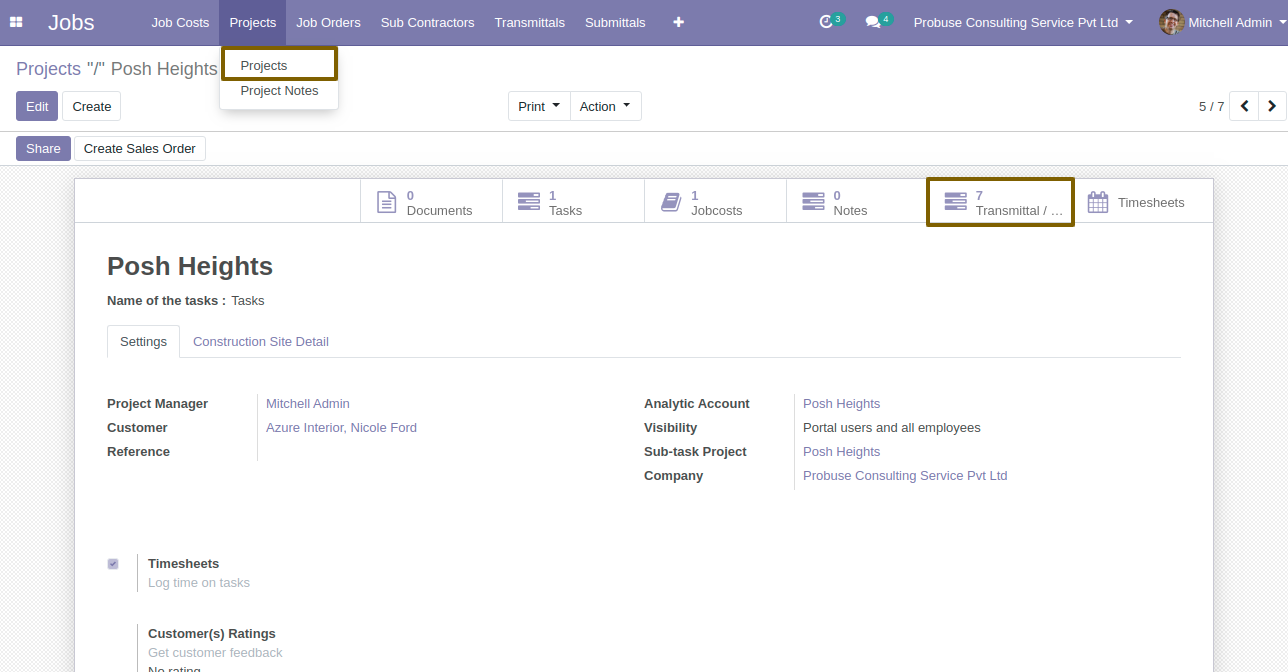 Jobs Job Costs Projects Job Orders Sub Contractors Transmittals Submittals 3 4 Probuse Consulting Service Pvt Ltd Mitchell Admin
Projects
Project Notes
Projects "/" Posh Heights
Edit Create Print Action 5 / 7
Share Create Sales Order
0 Documents
1 Tasks
1 Jobcosts
0 Notes
7 Transmittal / ...
Timesheets
Posh Heights
Name of the tasks : Tasks
Settings Construction Site Detail
Project Manager Mitchell Admin
Customer Azure Interior, Nicole Ford
Reference
Analytic Account Posh Heights
Visibility Portal users and all employees
Sub-task Project Posh Heights
Company Probuse Consulting Service Pvt Ltd
Timesheets
Log time on tasks
Customer(s) Ratings
Get customer feedback
No rating